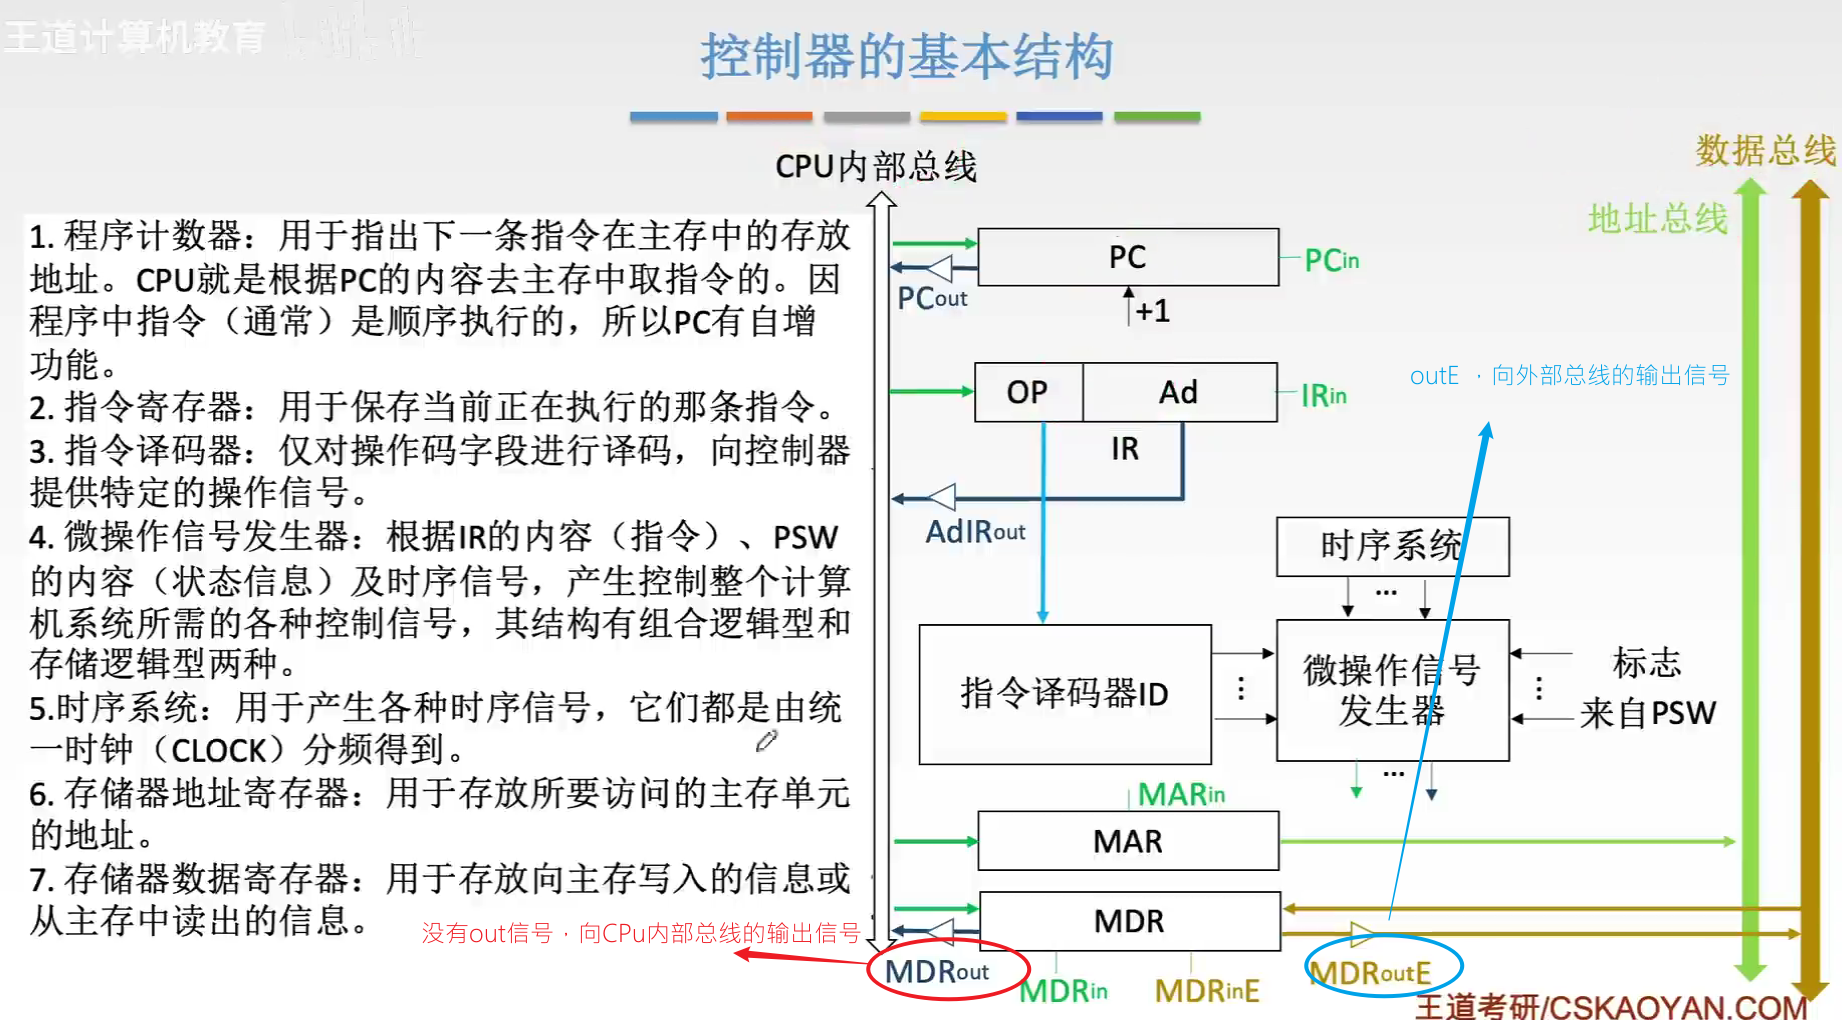 王道计算机教育
控制器的基本结构
CPU内部总线
数据总线
地址总线
1. 程序计数器：用于指出下一条指令在主存中的存放
地址。CPU就是根据PC的内容去主存中取指令的。因
程序中指令（通常）是顺序执行的，所以PC有自增
功能。
2. 指令寄存器：用于保存当前正在执行的那条指令。
3. 指令译码器：仅对操作码字段进行译码，向控制器
提供特定的操作信号。
4. 微操作信号发生器：根据IR的内容（指令）、PSW
的内容（状态信息）及时序信号，产生控制整个计算
机系统所需的各种控制信号，其结构有组合逻辑型和
存储逻辑型两种。
5.时序系统：用于产生各种时序信号，它们都是由统
一时钟（CLOCK）分频得到。
6. 存储器地址寄存器：用于存放所要访问的主存单元
的地址。
7. 存储器数据寄存器：用于存放向主存写入的信息或
从主存中读出的信息。
PC
PCin
PCout
+1
OP
Ad
IRin
IR
AdIRout
outE ，向外部总线的输出信号
时序系统
...
指令译码器ID
...
微操作信号
发生器
...
标志
来自PSW
...
MARin
MAR
MDR
没有out信号，向CPu内部总线的输出信号
MDRout
MDRin
MDRinE
MDRoutE
王道考研/CSKAOYAN.COM